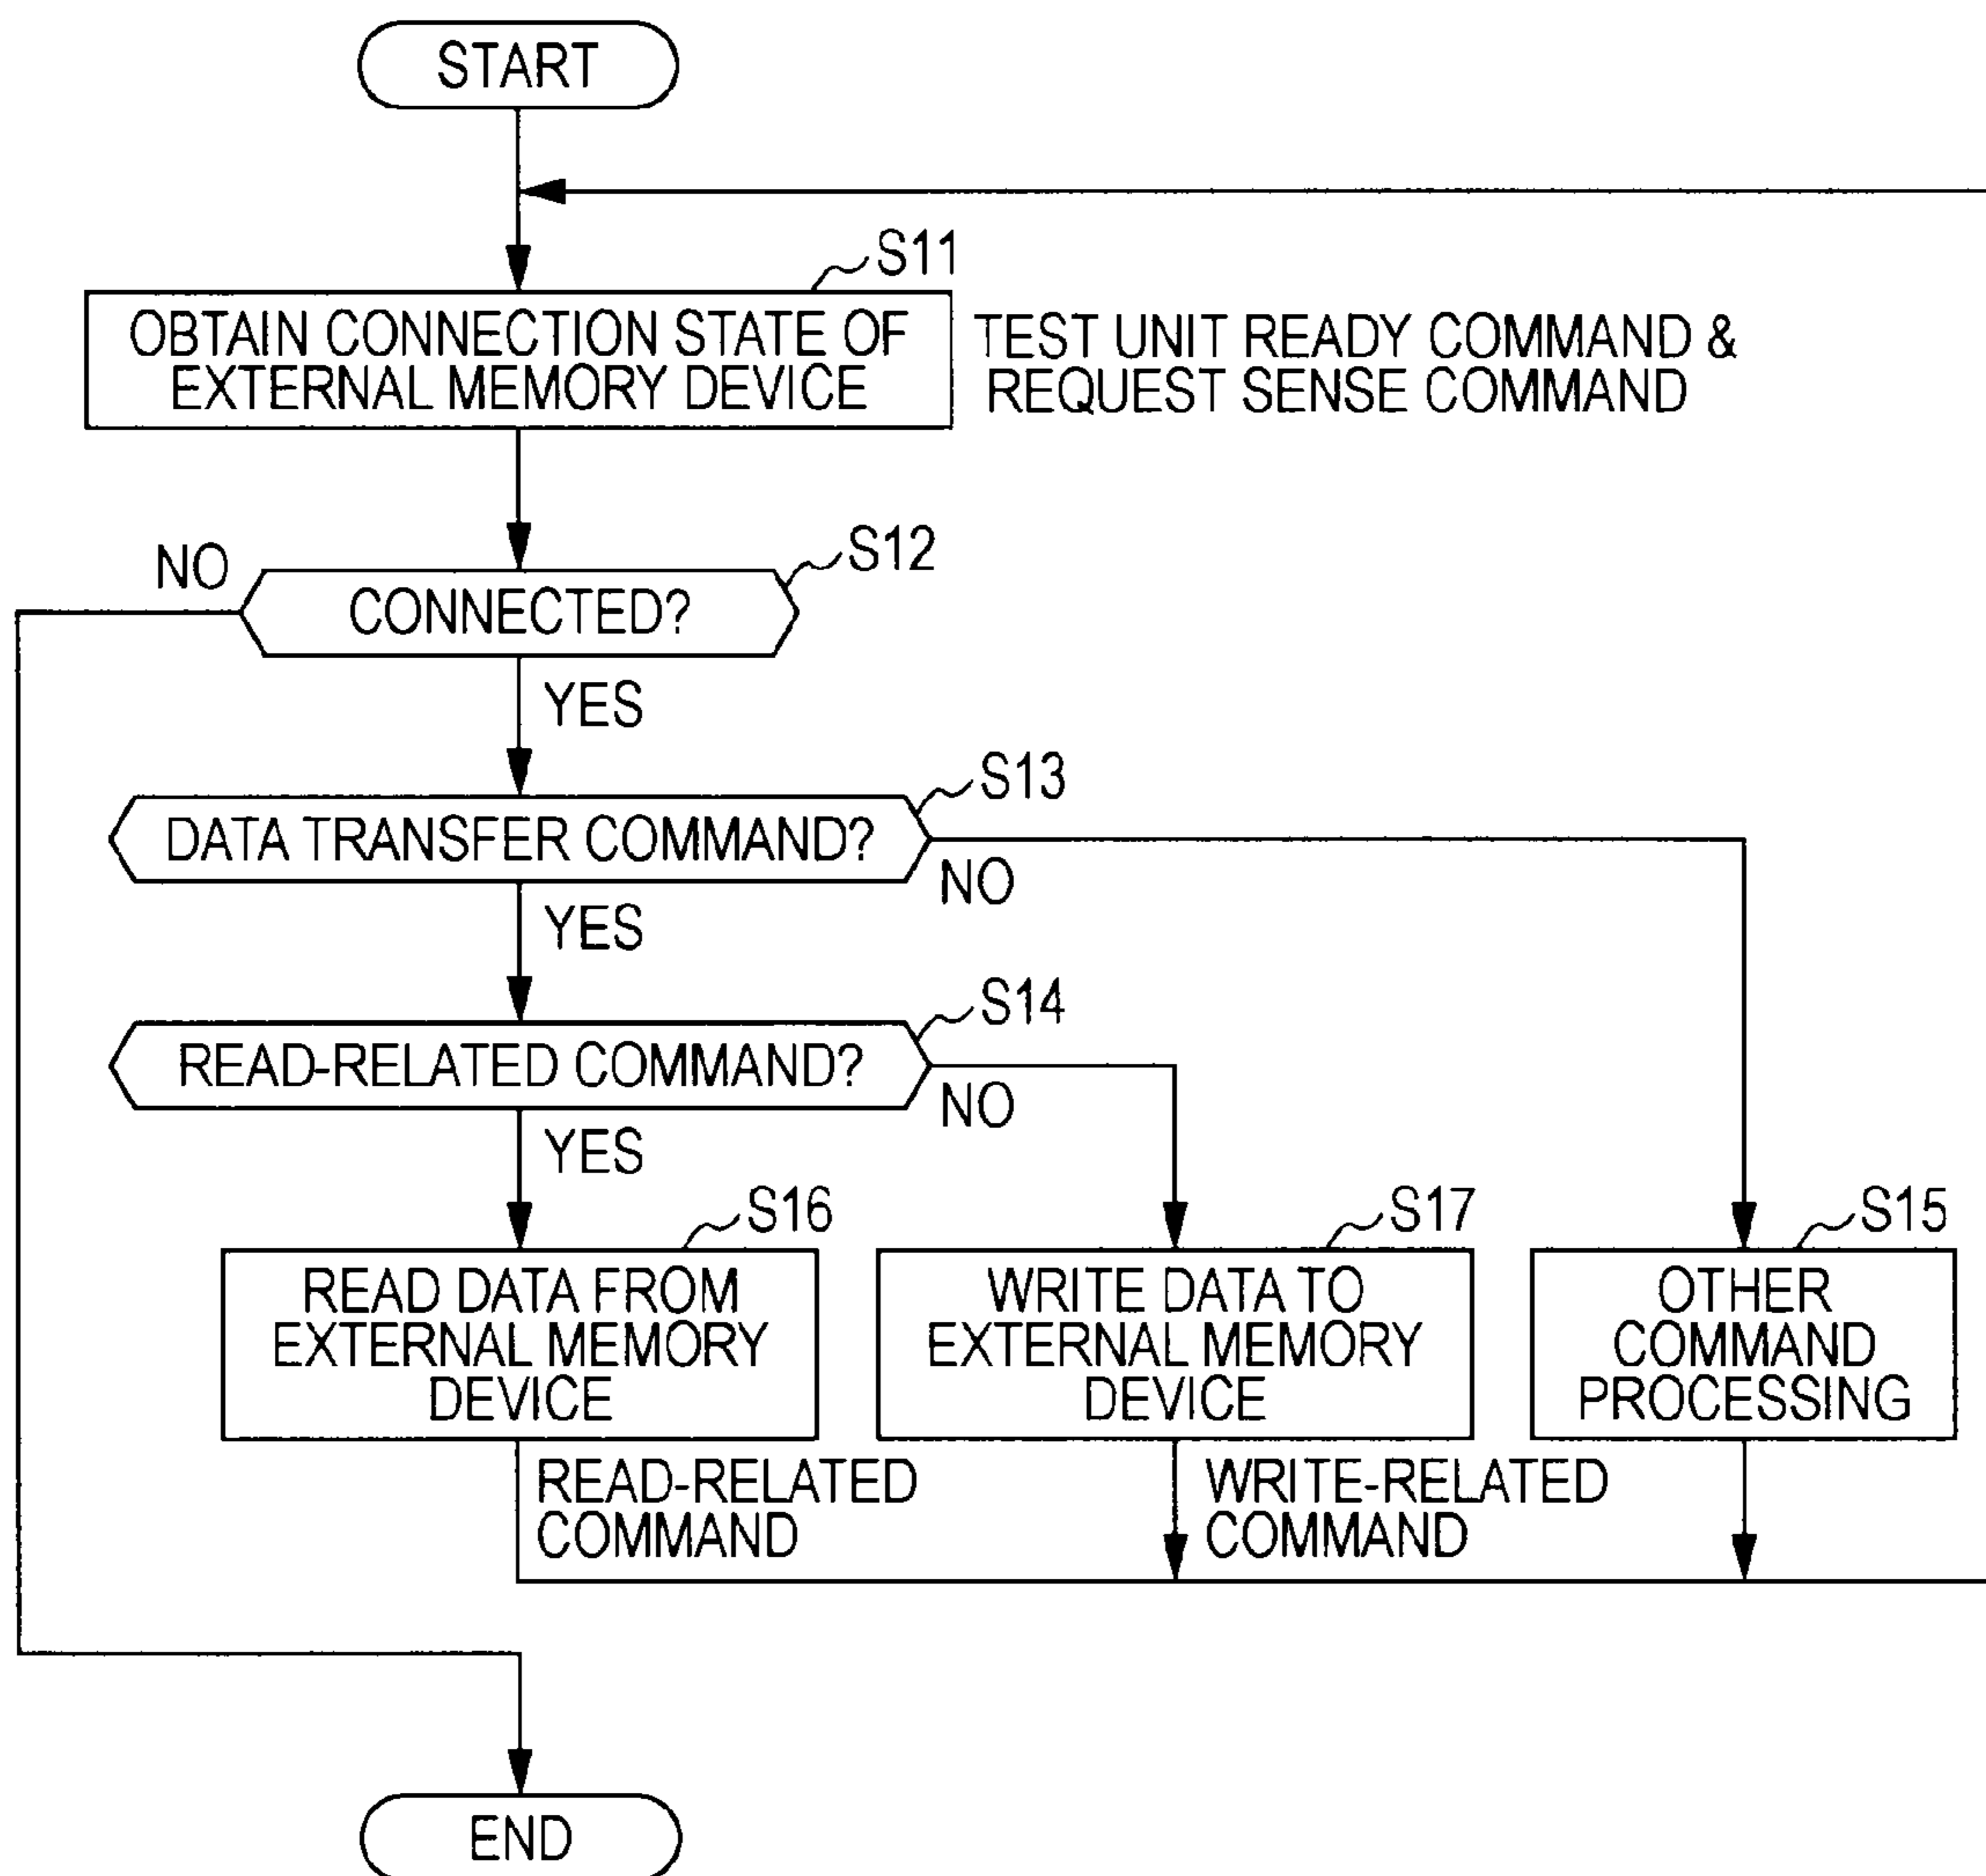 START
S11
OBTAIN CONNECTION STATE OF
EXTERNAL MEMORY DEVICE
TEST UNIT READY COMMAND &
REQUEST SENSE COMMAND
NO
S12
CONNECTED?
YES
S13
DATA TRANSFER COMMAND?
NO
YES
S14
READ-RELATED COMMAND?
NO
YES
S16
READ DATA FROM
EXTERNAL MEMORY
DEVICE
S17
WRITE DATA TO
EXTERNAL MEMORY
DEVICE
S15
OTHER
COMMAND
PROCESSING
READ-RELATED
COMMAND
WRITE-RELATED
COMMAND
END